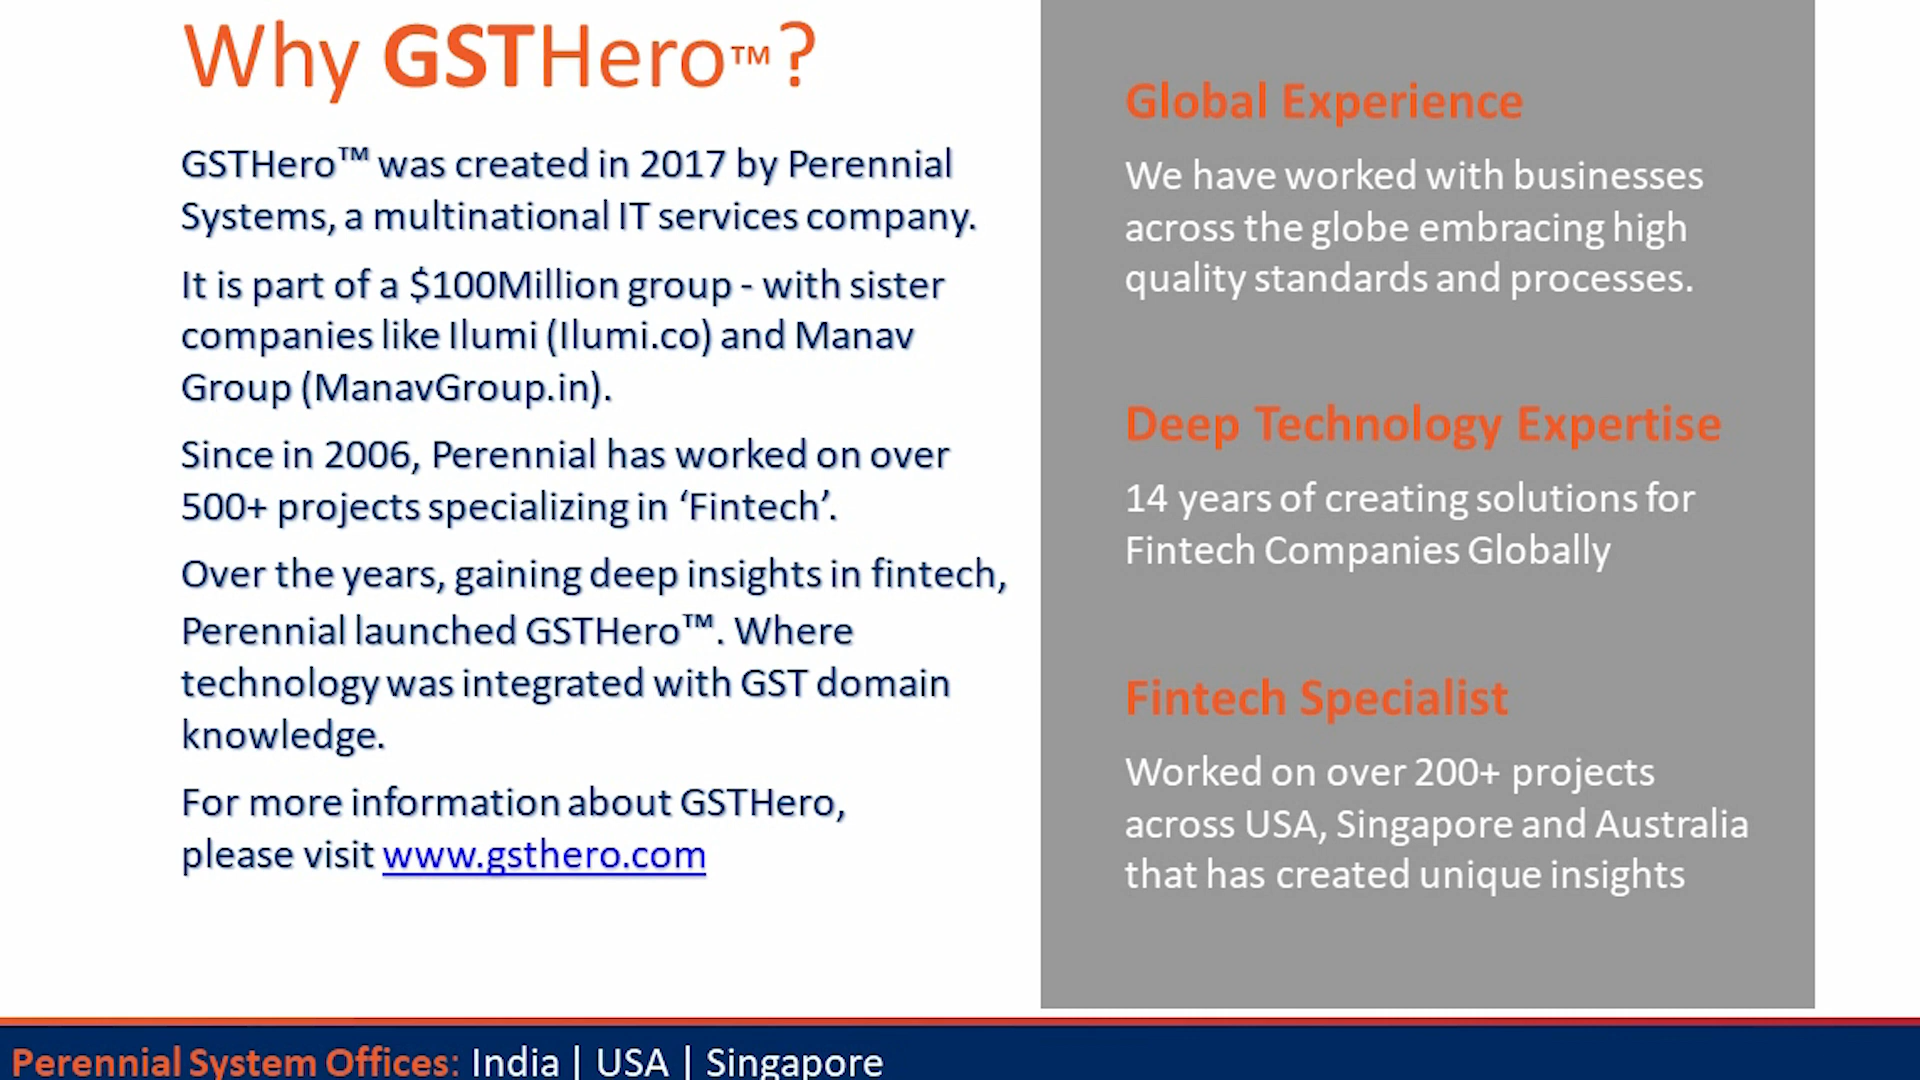 Why GSTHero™?
GSTHero™ was created in 2017 by Perennial
Systems, a multinational IT services company.
It is part of a $100Million group - with sister
companies like Ilumi (Ilumi.co) and Manav
Group (ManavGroup.in).
Since in 2006, Perennial has worked on over
500+ projects specializing in ‘Fintech’.
Over the years, gaining deep insights in fintech,
Perennial launched GSTHero™. Where
technology was integrated with GST domain
knowledge.
For more information about GSTHero,
please visit www.gsthero.com
Global Experience
We have worked with businesses
across the globe embracing high
quality standards and processes.
Deep Technology Expertise
14 years of creating solutions for
Fintech Companies Globally
Fintech Specialist
Worked on over 200+ projects
across USA, Singapore and Australia
that has created unique insights
Perennial System Offices: India | USA | Singapore